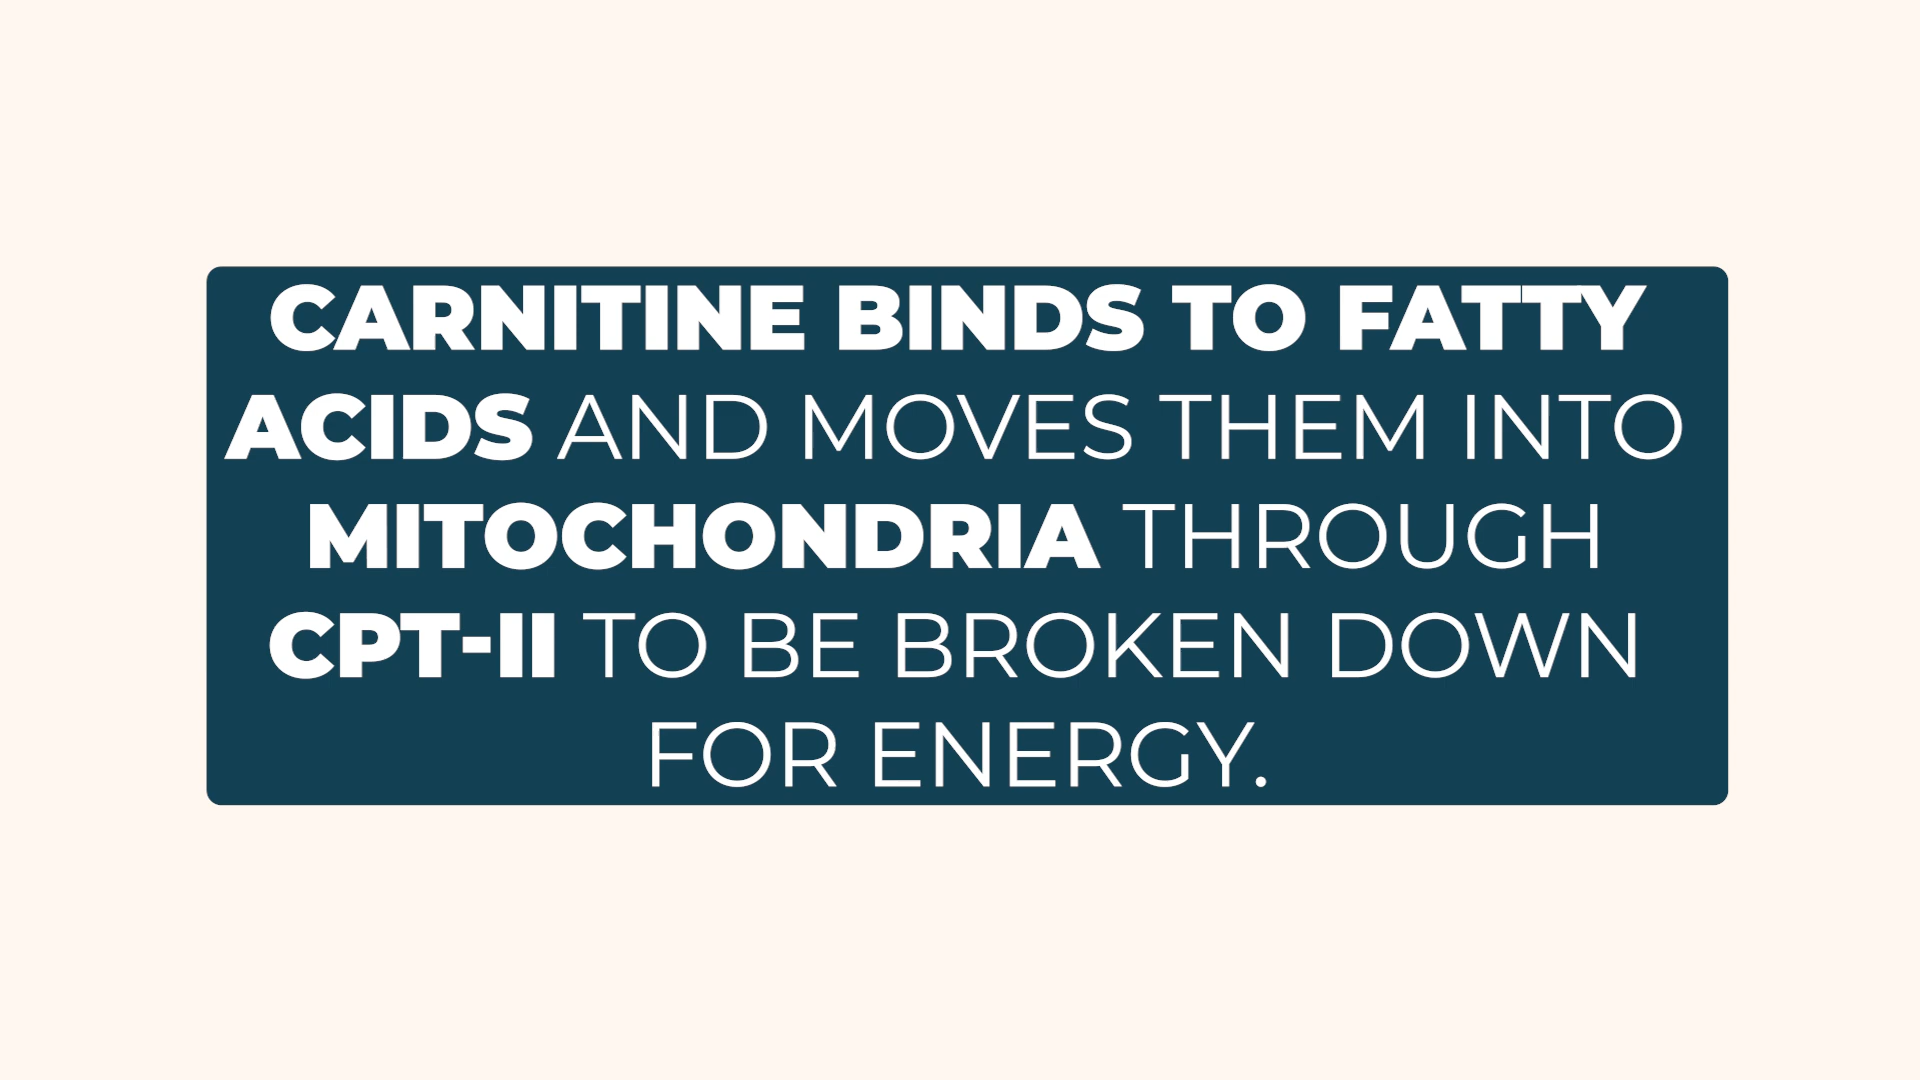 CARNITINE BINDS TO FATTY
ACIDS AND MOVES THEM INTO
MITOCHONDRIA THROUGH
CPT-II TO BE BROKEN DOWN
FOR ENERGY.